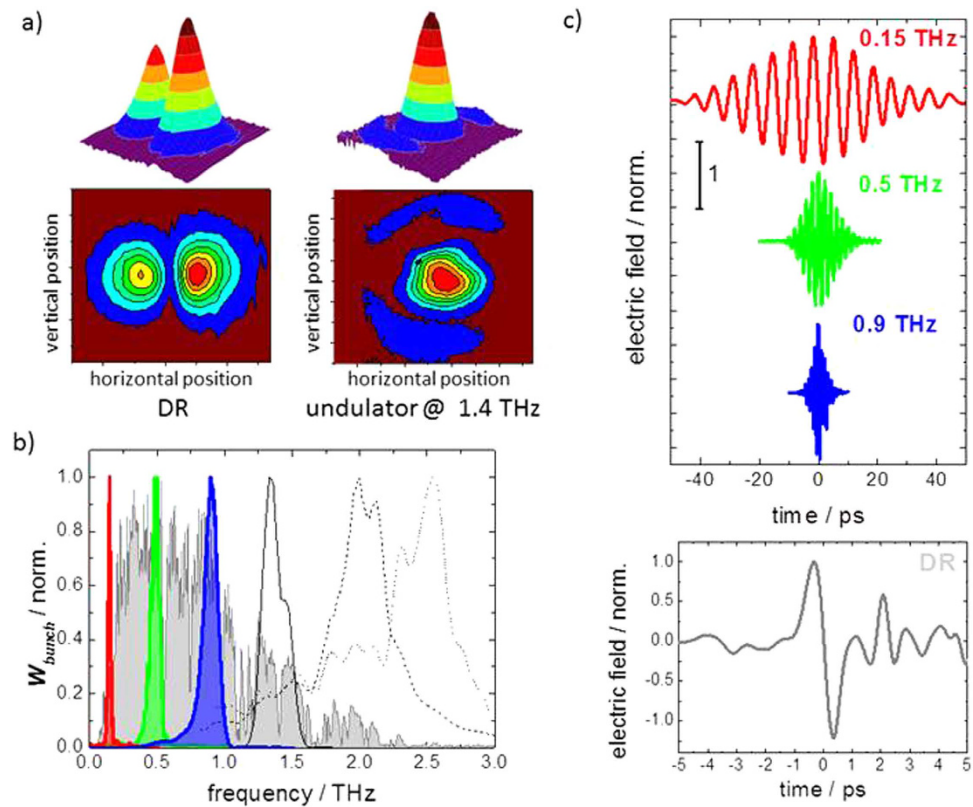 a)
vertical position
horizontal position
DR
vertical position
horizontal position
undulator @ 1.4 THz
b)
W bunch / norm.
1.0
0.8
0.6
0.4
0.2
0.0
0.0 0.5 1.0 1.5 2.0 2.5 3.0
frequency / THz
c)
electric field / norm.
0.15 THz
1
0.5 THz
0.9 THz
-40 -20 0 20 40
time / ps
DR
electric field / norm.
1.0
0.5
0.0
-0.5
-1.0
-5 -4 -3 -2 -1 0 1 2 3 4 5
time / ps